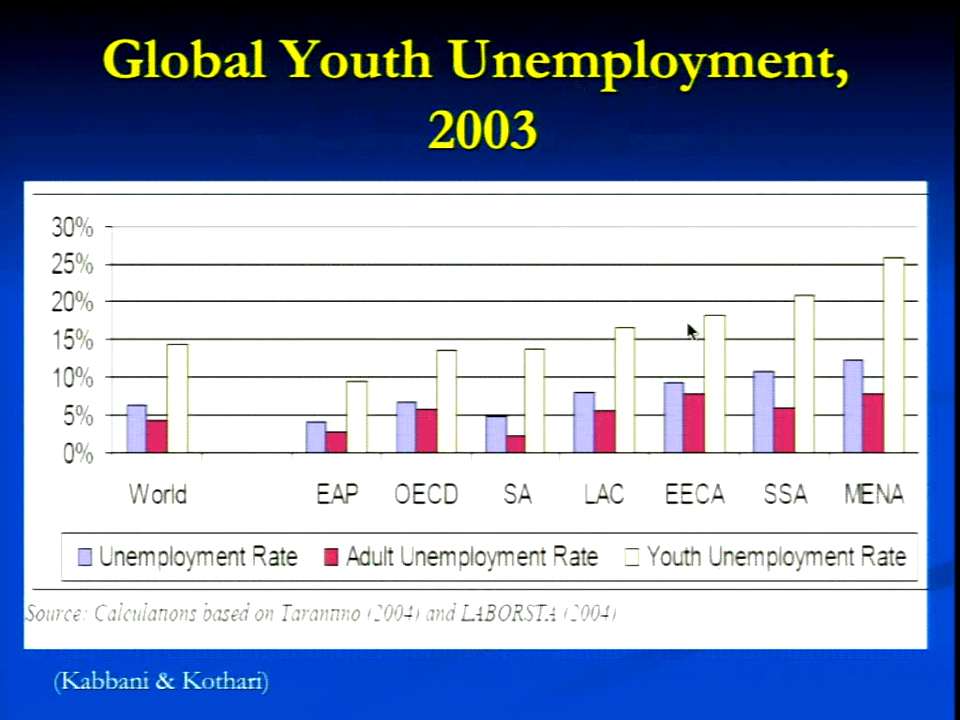 Global Youth Unemployment,
2003
30%
25%
20%
15%
10%
5%
0%
World EAP OECD SA LAC EECA SSA MENA
Unemployment Rate Adult Unemployment Rate Youth Unemployment Rate
Source: Calculations based on Tarantino (2004) and LABORSTA (2004)
(Kabbani & Kothari)